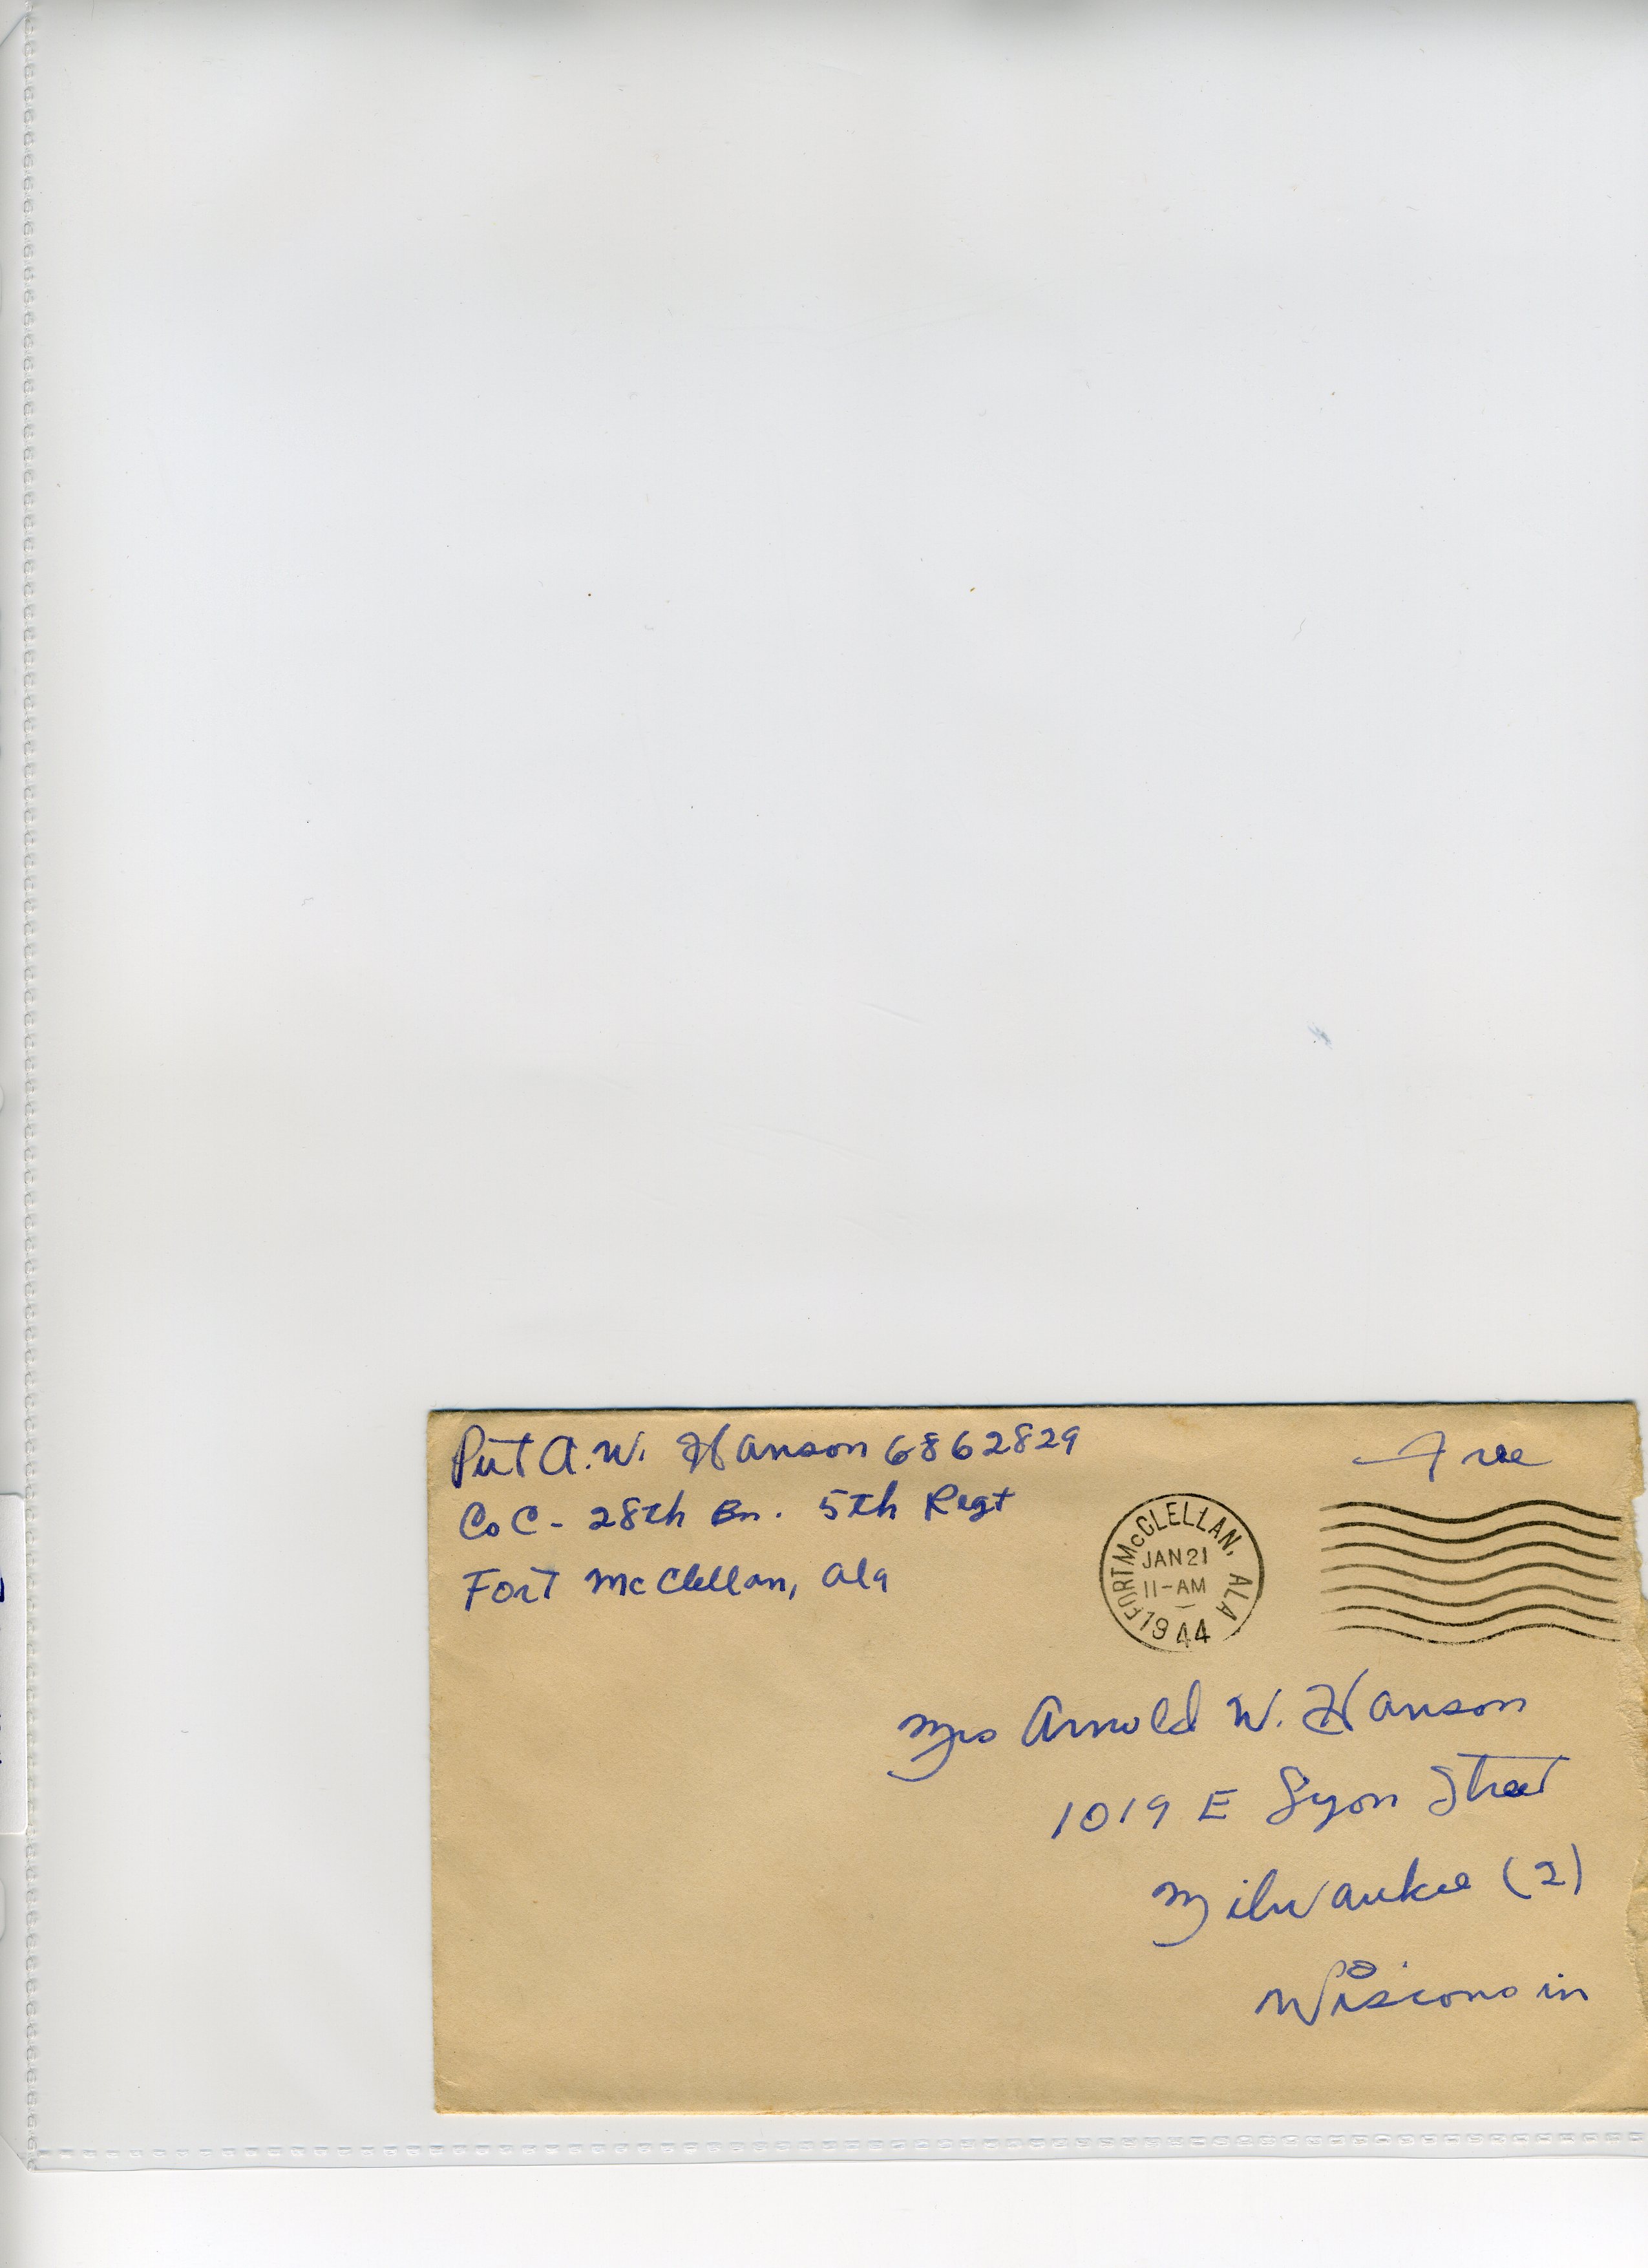 Pvt A.W. Hanson 6862829
Co C - 28th Bn. 5th Regt
Fort McClellan, Ala
Free
FORT McCLELLAN, ALA
JAN 21
11-AM
1944
Mrs Arnold W. Hanson
1019 E Lyon Street
Milwaukee (2)
Wisconsin